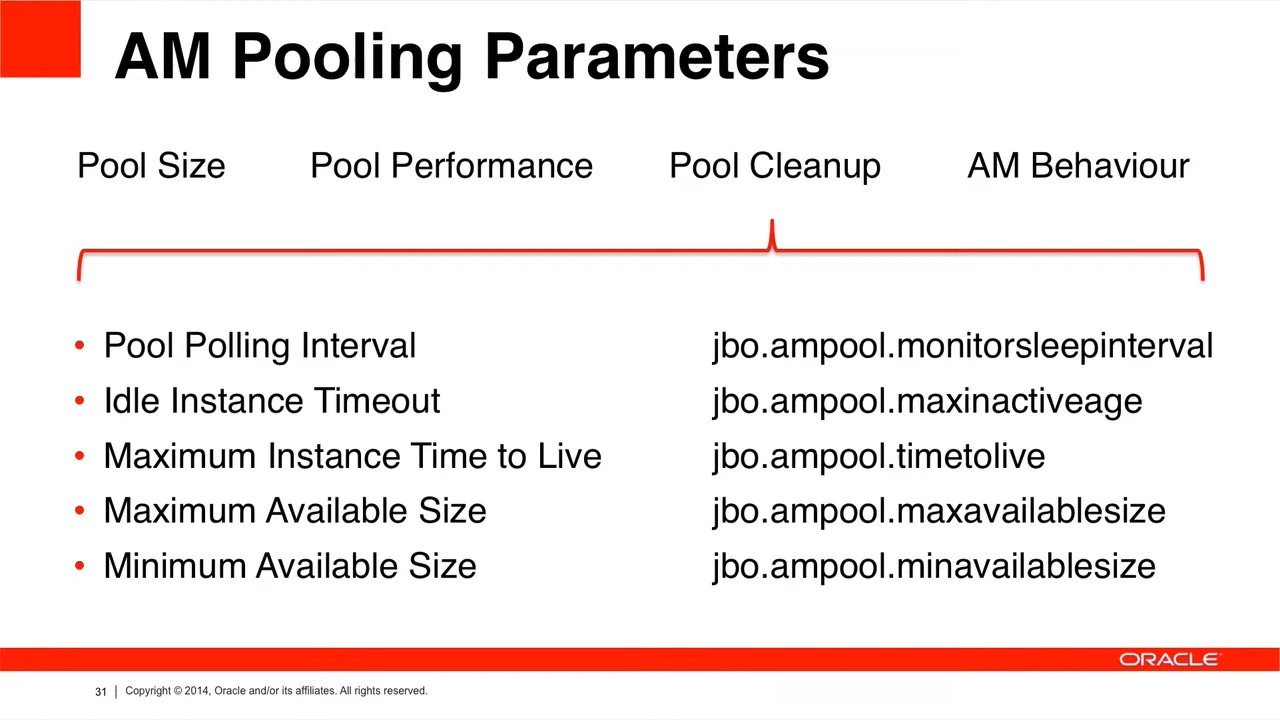 AM Pooling Parameters
Pool Size Pool Performance Pool Cleanup AM Behaviour
• Pool Polling Interval jbo.ampool.monitorsleepinterval
• Idle Instance Timeout jbo.ampool.maxinactiveage
• Maximum Instance Time to Live jbo.ampool.timetolive
• Maximum Available Size jbo.ampool.maxavailablesize
• Minimum Available Size jbo.ampool.minavailablesize
ORACLE
31 | Copyright © 2014, Oracle and/or its affiliates. All rights reserved.